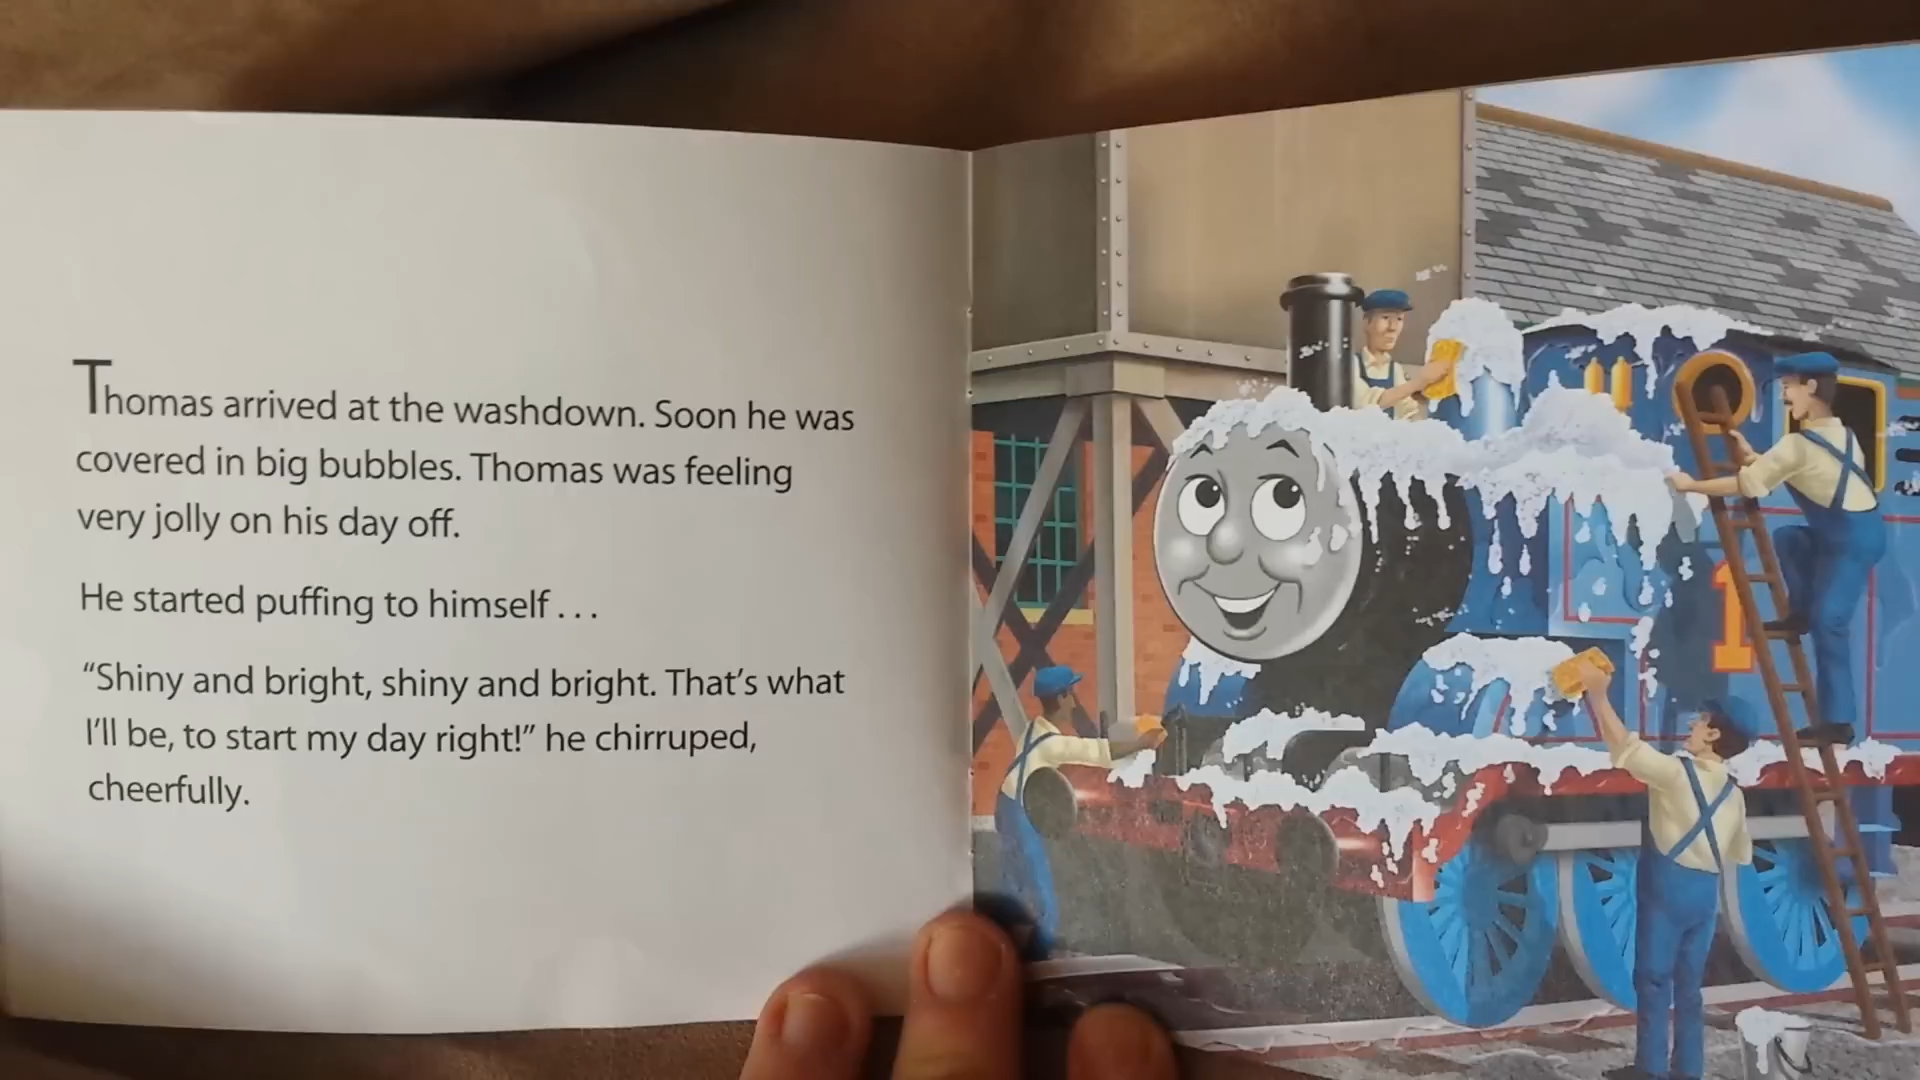 Thomas arrived at the washdown. Soon he was
covered in big bubbles. Thomas was feeling
very jolly on his day off.
He started puffing to himself . . .
“Shiny and bright, shiny and bright. That’s what
I’ll be, to start my day right!” he chirruped,
cheerfully.
1